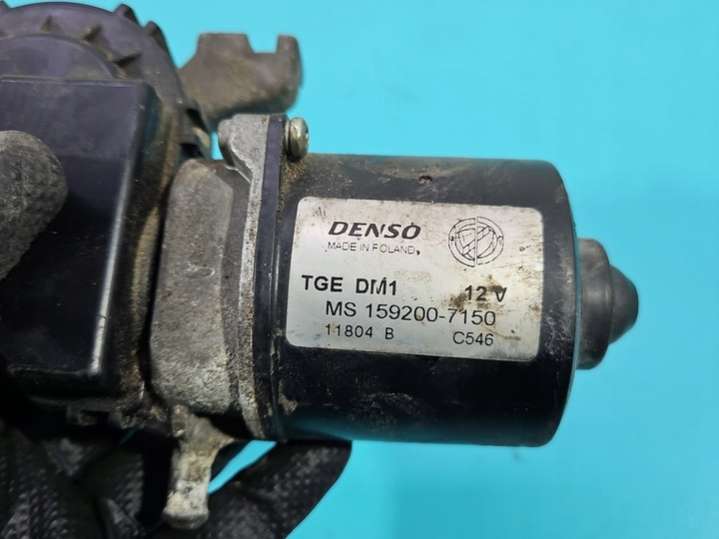 DENSO
MADE IN POLAND
TGE DM1 12 V
MS 159200-7150
11804 B C546